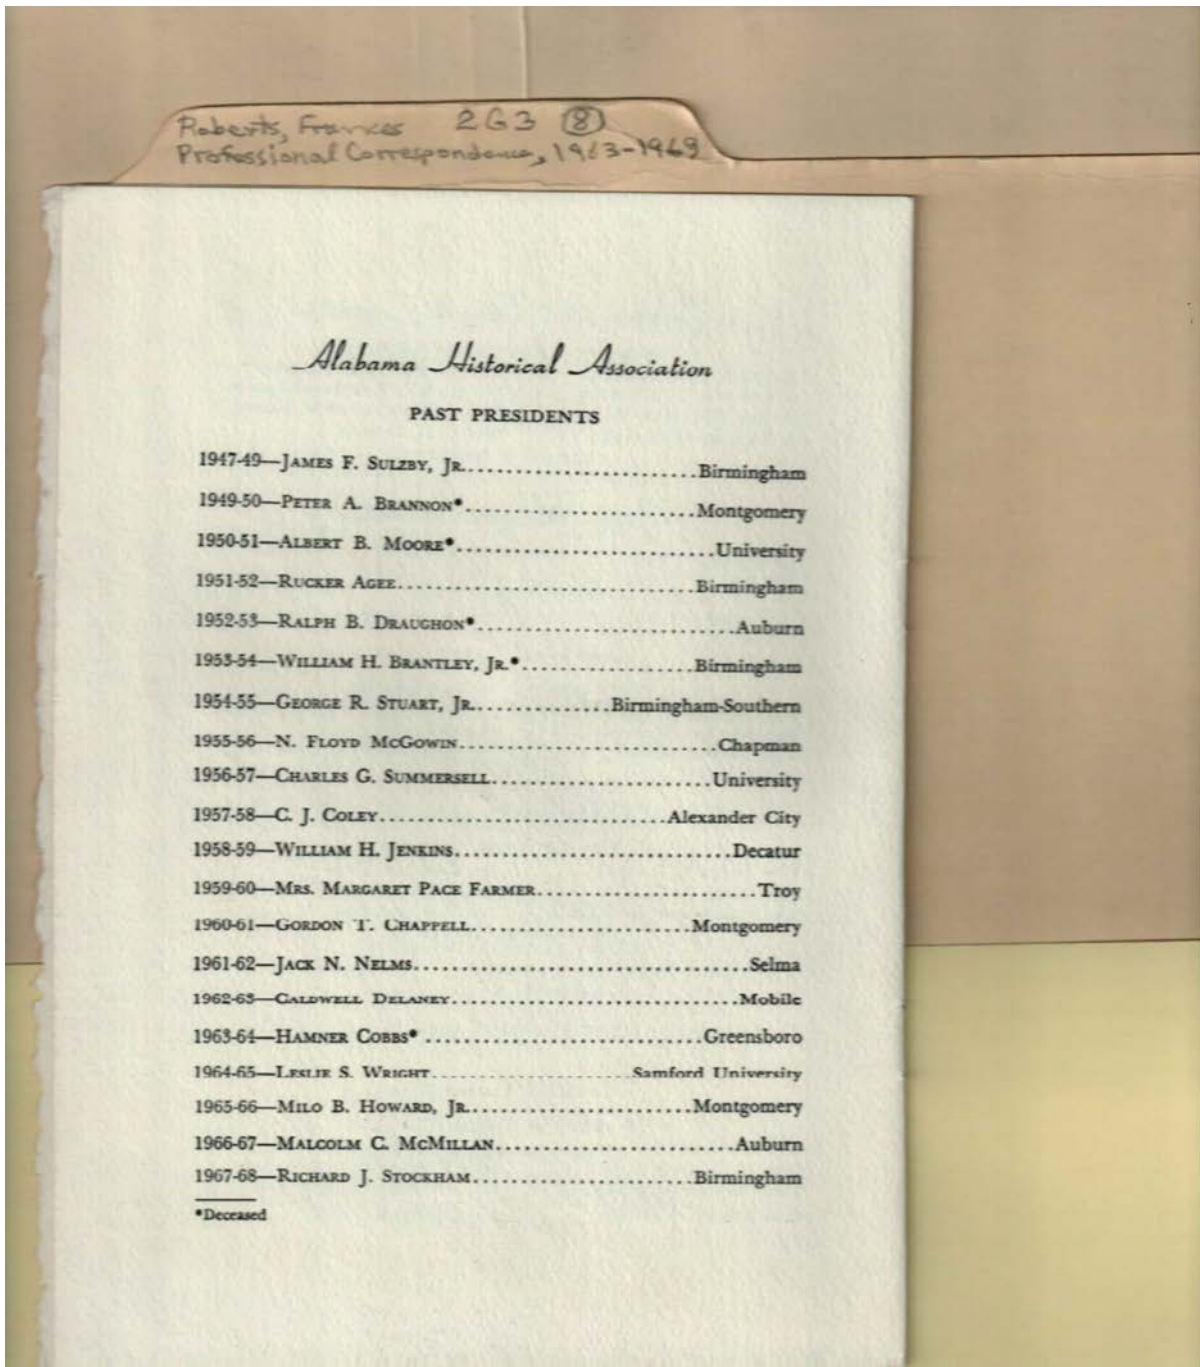 Roberts, Frances 2G3 8
Professional Correspondence, 1963-1969
Alabama Historical Association
PAST PRESIDENTS
1947-49—JAMES F. SULZBY, JR........................Birmingham
1949-50—PETER A. BRANNON*........................Montgomery
1950-51—ALBERT B. MOORE*...........................University
1951-52—RUCKER AGEE...............................Birmingham
1952-53—RALPH B. DRAUGHON*...........................Auburn
1953-54—WILLIAM H. BRANTLEY, JR.*..................Birmingham
1954-55—GEORGE R. STUART, JR...............Birmingham-Southern
1955-56—N. FLOYD MCGOWIN...........................Chapman
1956-57—CHARLES G. SUMMERSELL.......................University
1957-58—C. J. COLEY..............................Alexander City
1958-59—WILLIAM H. JENKINS.............................Decatur
1959-60—MRS. MARGARET PACE FARMER.......................Troy
1960-61—GORDON T. CHAPPELL.......................Montgomery
1961-62—JACK N. NELMS...................................Selma
1962-63—CALDWELL DELANEY..............................Mobile
1963-64—HAMNER COBBS* .............................Greensboro
1964-65—LESLIE S. WRIGHT.....................Samford University
1965-66—MILO B. HOWARD, JR.......................Montgomery
1966-67—MALCOLM C. MCMILLAN.........................Auburn
1967-68—RICHARD J. STOCKHAM.......................Birmingham
*Deceased